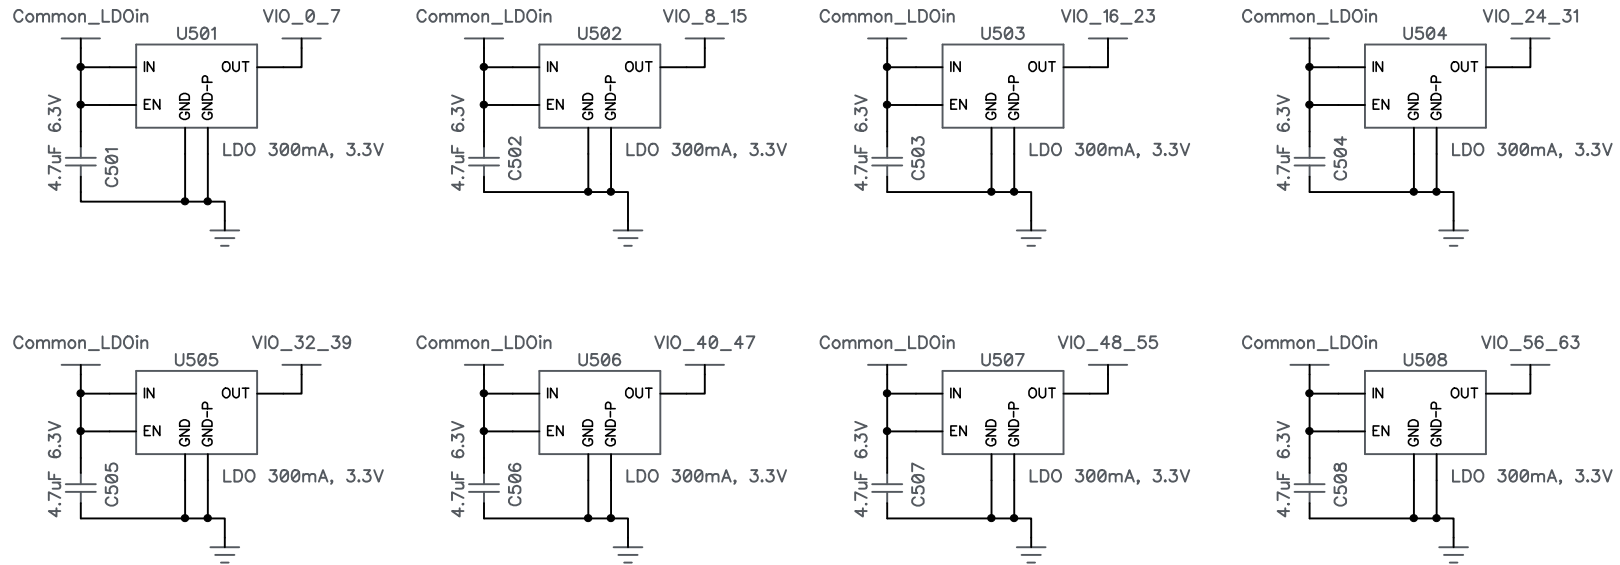 Common_LDOin
VIO_0_7
U501
IN
OUT
EN
GND
GND-P
4.7uF 6.3V
C501
LDO 300mA, 3.3V
Common_LDOin
VIO_8_15
U502
IN
OUT
EN
GND
GND-P
4.7uF 6.3V
C502
LDO 300mA, 3.3V
Common_LDOin
VIO_16_23
U503
IN
OUT
EN
GND
GND-P
4.7uF 6.3V
C503
LDO 300mA, 3.3V
Common_LDOin
VIO_24_31
U504
IN
OUT
EN
GND
GND-P
4.7uF 6.3V
C504
LDO 300mA, 3.3V
Common_LDOin
VIO_32_39
U505
IN
OUT
EN
GND
GND-P
4.7uF 6.3V
C505
LDO 300mA, 3.3V
Common_LDOin
VIO_40_47
U506
IN
OUT
EN
GND
GND-P
4.7uF 6.3V
C506
LDO 300mA, 3.3V
Common_LDOin
VIO_48_55
U507
IN
OUT
EN
GND
GND-P
4.7uF 6.3V
C507
LDO 300mA, 3.3V
Common_LDOin
VIO_56_63
U508
IN
OUT
EN
GND
GND-P
4.7uF 6.3V
C508
LDO 300mA, 3.3V